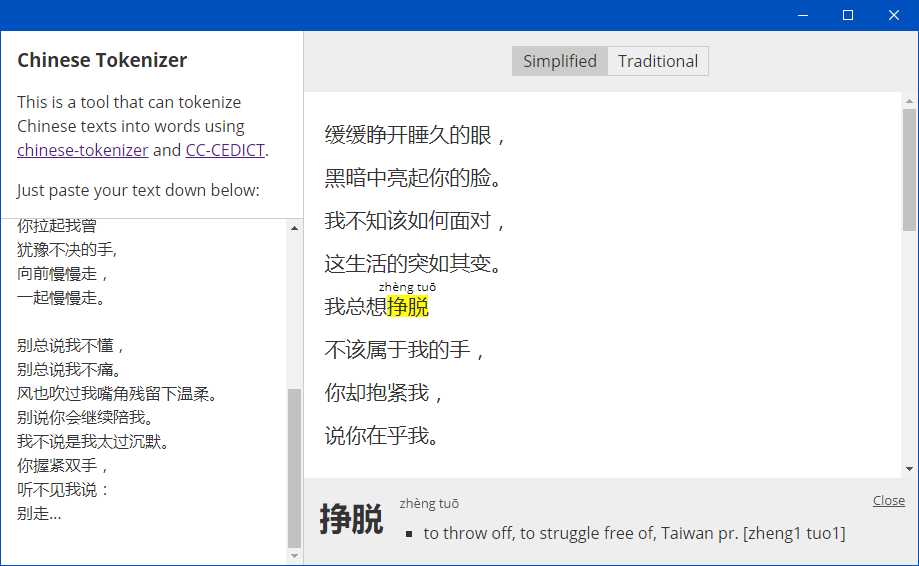 Chinese Tokenizer
This is a tool that can tokenize
Chinese texts into words using
chinese-tokenizer and CC-CEDICT.
Just paste your text down below:
你拉起我曾
犹豫不决的手,
向前慢慢走，
一起慢慢走。
别总说我不懂，
别总说我不痛。
风也吹过我嘴角残留下温柔。
别说你会继续陪我。
我不说是我太过沉默。
你握紧双手，
听不见我说：
别走...
Simplified Traditional
缓缓睁开睡久的眼，
黑暗中亮起你的脸。
我不知该如何面对，
这生活的突如其变。
zhèng tuō
我总想挣脱
不该属于我的手，
你却抱紧我，
说你在乎我。
挣脱
zhèng tuō
Close
to throw off, to struggle free of, Taiwan pr. [zheng1 tuo1]